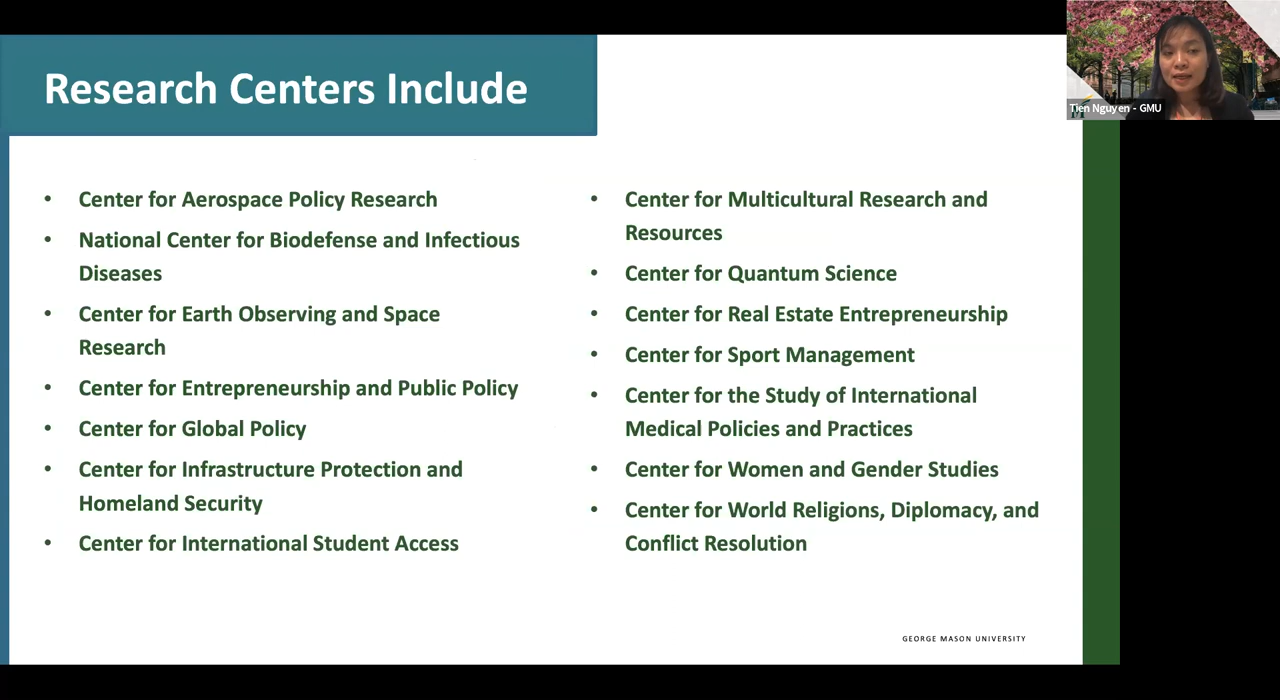 Research Centers Include
Tien Nguyen - GMU
• Center for Aerospace Policy Research
• National Center for Biodefense and Infectious
Diseases
• Center for Earth Observing and Space
Research
• Center for Entrepreneurship and Public Policy
• Center for Global Policy
• Center for Infrastructure Protection and
Homeland Security
• Center for International Student Access
• Center for Multicultural Research and
Resources
• Center for Quantum Science
• Center for Real Estate Entrepreneurship
• Center for Sport Management
• Center for the Study of International
Medical Policies and Practices
• Center for Women and Gender Studies
• Center for World Religions, Diplomacy, and
Conflict Resolution
GEORGE MASON UNIVERSITY